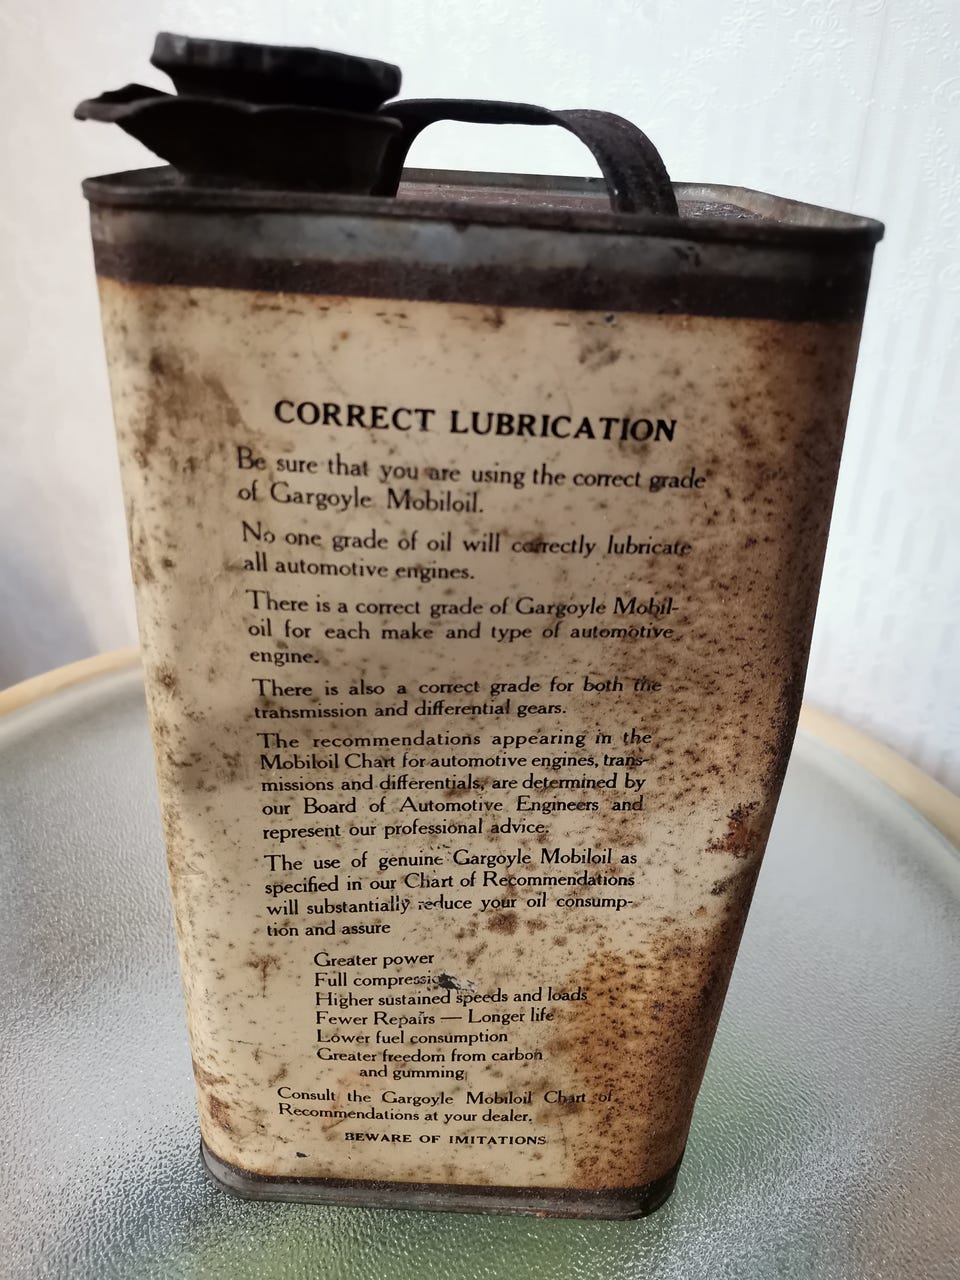 CORRECT LUBRICATION
Be sure that you are using the correct grade
of Gargoyle Mobiloil.
No one grade of oil will correctly lubricate
all automotive engines.
There is a correct grade of Gargoyle Mobil-
oil for each make and type of automotive
engine.
There is also a correct grade for both the
transmission and differential gears.
The recommendations appearing in the
Mobiloil Chart for automotive engines, trans-
missions and differentials, are determined by
our Board of Automotive Engineers and
represent our professional advice.
The use of genuine Gargoyle Mobiloil as
specified in our Chart of Recommendations
will substantially reduce your oil consump-
tion and assure
Greater power
Full compression
Higher sustained speeds and loads
Fewer Repairs — Longer life
Lower fuel consumption
Greater freedom from carbon
and gumming
Consult the Gargoyle Mobiloil Chart of
Recommendations at your dealer.
BEWARE OF IMITATIONS